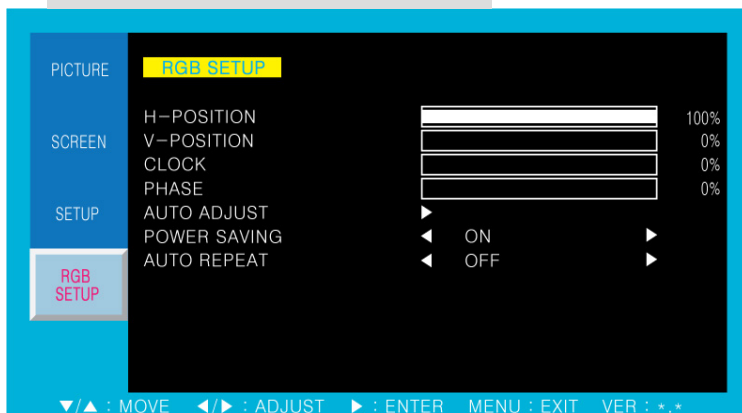 PICTURE
SCREEN
SETUP
RGB
SETUP
RGB SETUP
H-POSITION 100%
V-POSITION 0%
CLOCK 0%
PHASE 0%
AUTO ADJUST ▶
POWER SAVING ◀ ON ▶
AUTO REPEAT ◀ OFF ▶
▼/▲ : MOVE ◀/▶ : ADJUST ▶ : ENTER MENU : EXIT VER : *.*